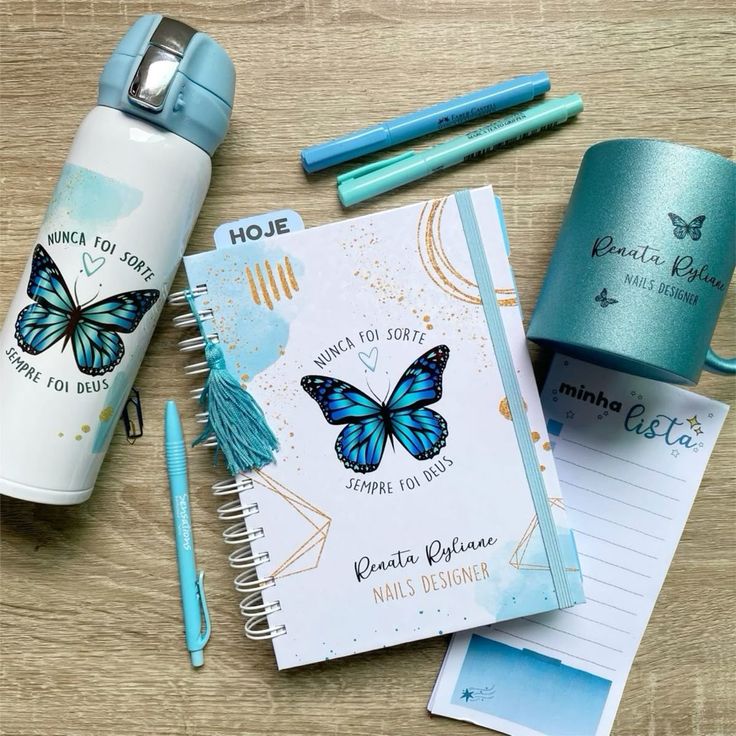 NUNCA FOI SORTE
SEMPRE FOI DEUS
FABER-CASTELL
HOJE
NUNCA FOI SORTE
SEMPRE FOI DEUS
Renata Ryliane
NAILS DESIGNER
Renata Ryliane
NAILS DESIGNER
minha
lista
Sensations